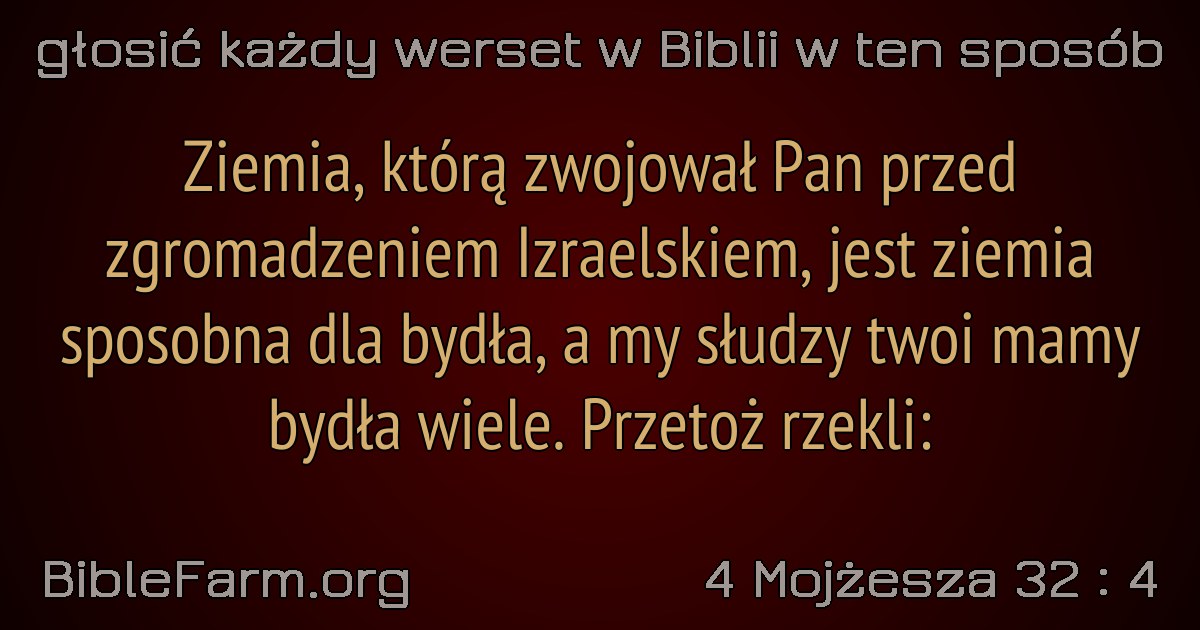 głosić każdy werset w Biblii w ten sposób
Ziemia, którą zwojował Pan przed
zgromadzeniem Izraelskiem, jest ziemia
sposobna dla bydła, a my słudzy twoi mamy
bydła wiele. Przetoż rzekli:
BibleFarm.org
4 Mojżesza 32 : 4